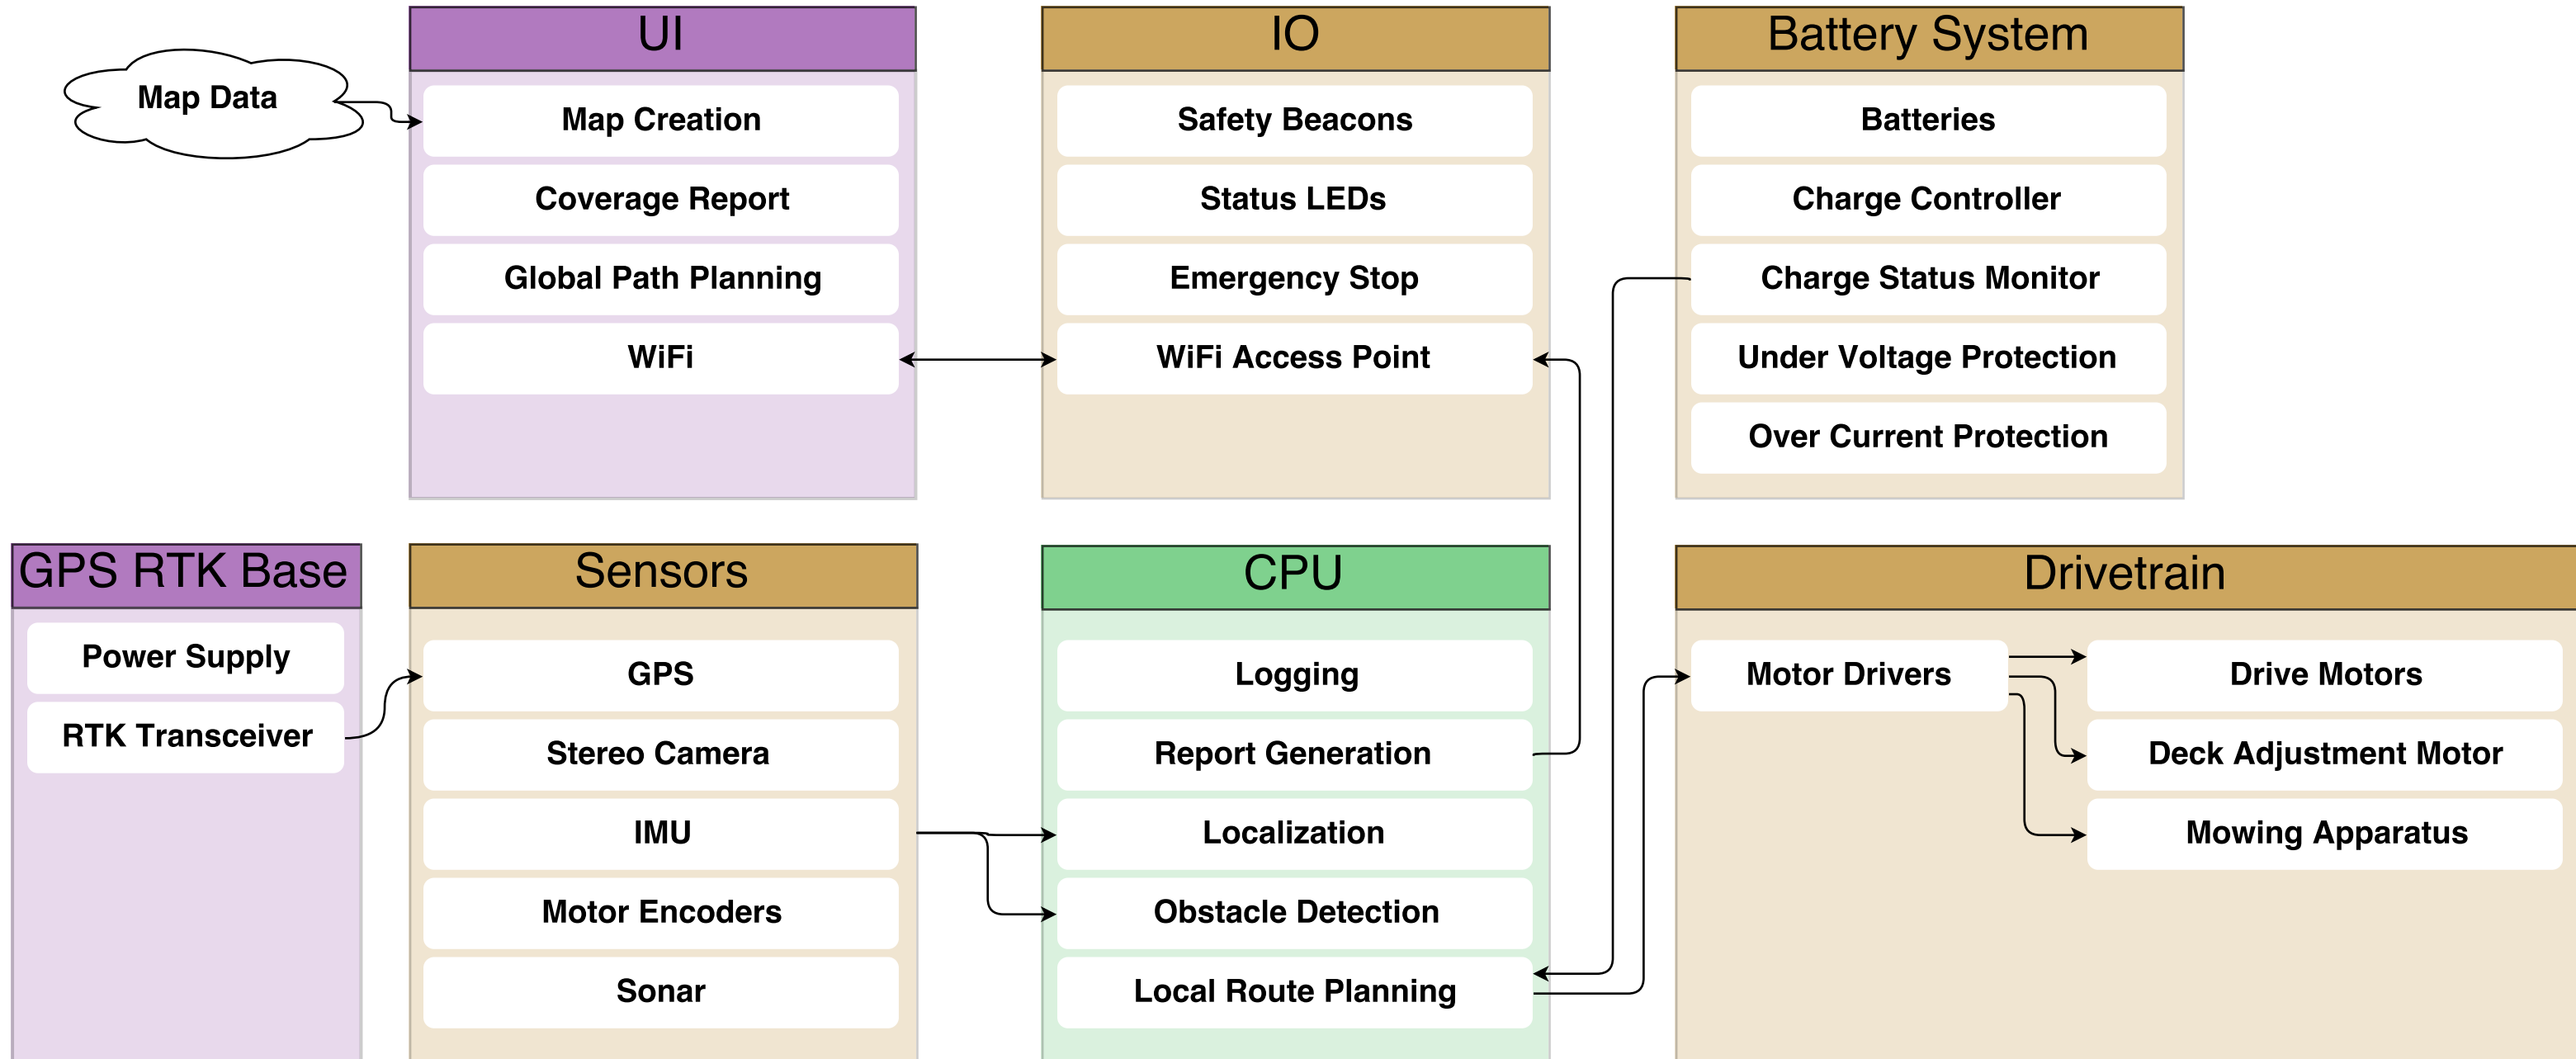 Map Data
UI
Map Creation
Coverage Report
Global Path Planning
WiFi
IO
Safety Beacons
Status LEDs
Emergency Stop
WiFi Access Point
Battery System
Batteries
Charge Controller
Charge Status Monitor
Under Voltage Protection
Over Current Protection
GPS RTK Base
Power Supply
RTK Transceiver
Sensors
GPS
Stereo Camera
IMU
Motor Encoders
Sonar
CPU
Logging
Report Generation
Localization
Obstacle Detection
Local Route Planning
Drivetrain
Motor Drivers
Drive Motors
Deck Adjustment Motor
Mowing Apparatus